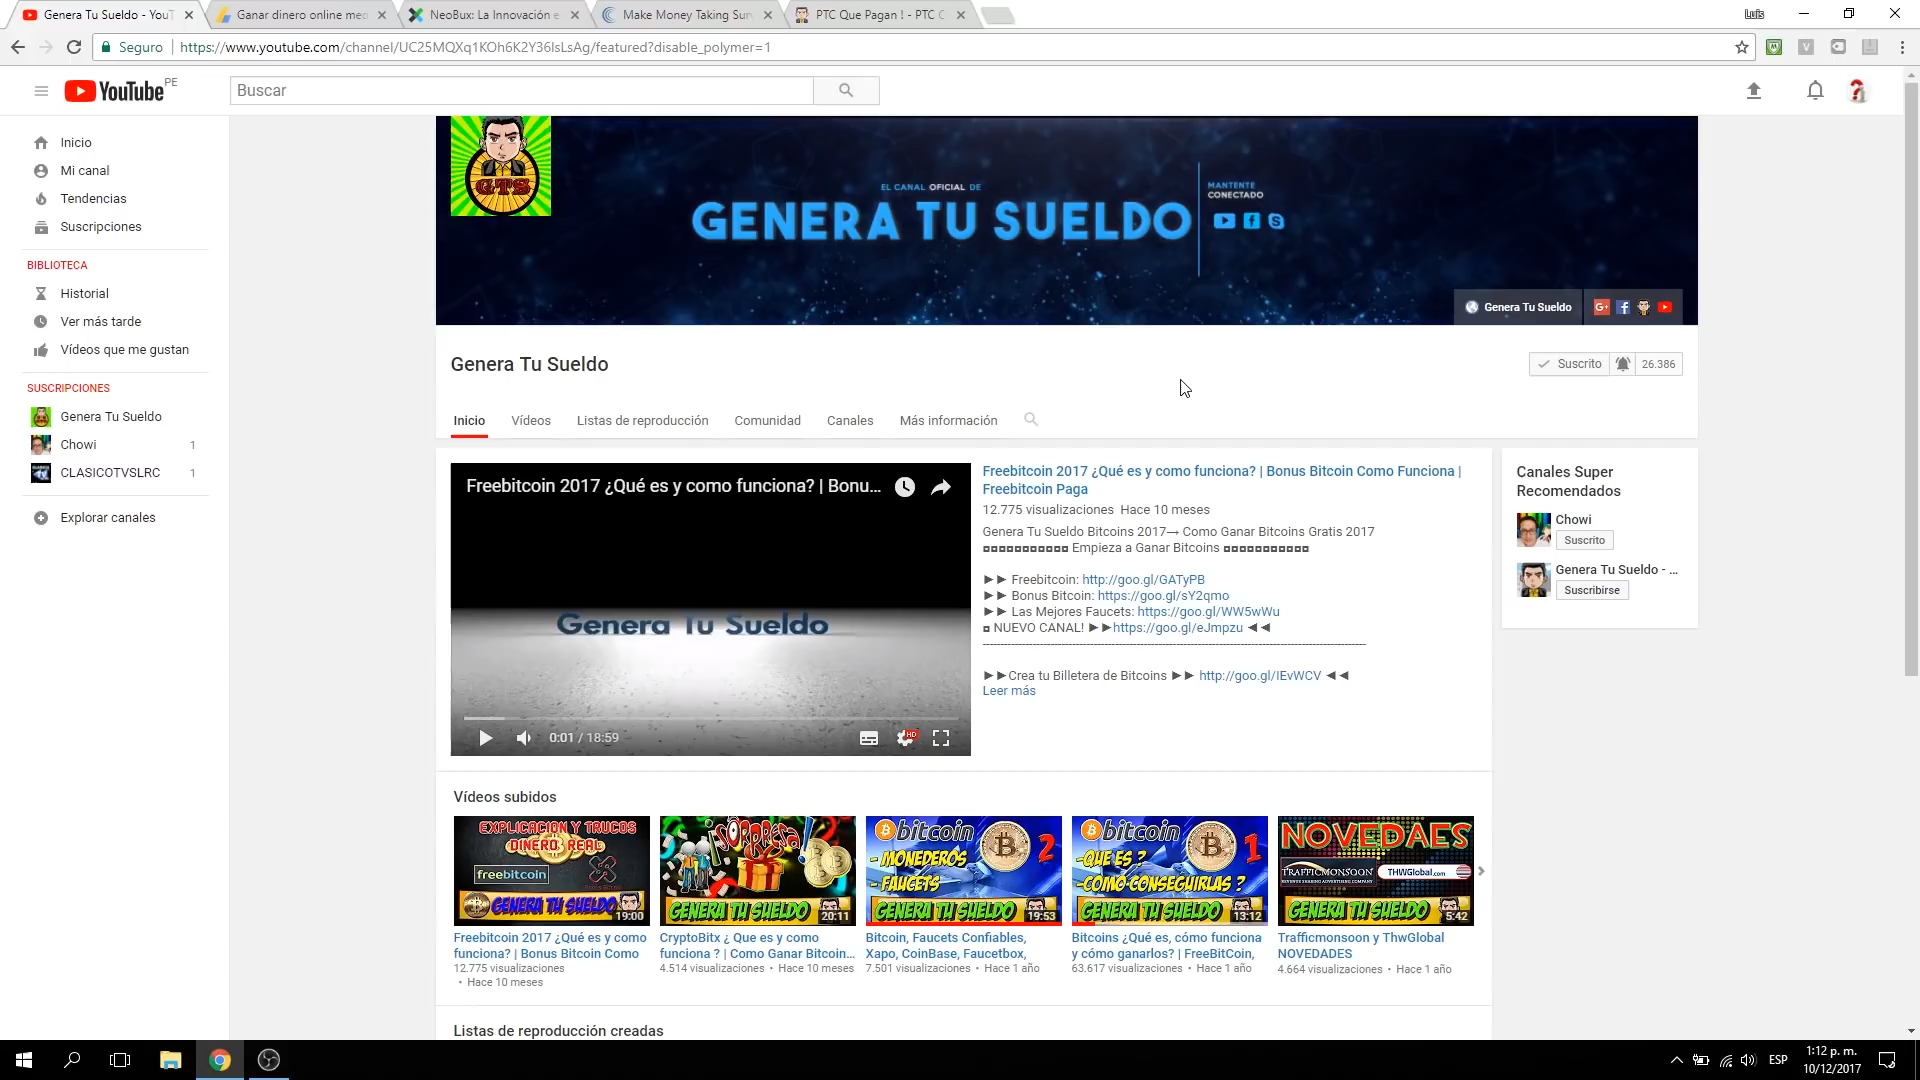 Genera Tu Sueldo - YouT
Ganar dinero online med
NeoBux: La Innovación e
Make Money Taking Sur
PTC Que Pagan ! - PTC C
Luis
Seguro
https://www.youtube.com/channel/UC25MQXq1KOh6K2Y36lsLsAg/featured?disable_polymer=1
YouTube PE
Buscar
Inicio
Mi canal
Tendencias
Suscripciones
BIBLIOTECA
Historial
Ver más tarde
Vídeos que me gustan
SUSCRIPCIONES
Genera Tu Sueldo
Chowi 1
CLASICOTVSLRC 1
Explorar canales
GTS
EL CANAL OFICIAL DE
GENERA TU SUELDO
MANTENTE
CONECTADO
Genera Tu Sueldo
Genera Tu Sueldo
Suscrito 26.386
Inicio Vídeos Listas de reproducción Comunidad Canales Más información
Freebitcoin 2017 ¿Qué es y como funciona? | Bonu...
Genera Tu Sueldo
0:01 / 18:59
HD
Freebitcoin 2017 ¿Qué es y como funciona? | Bonus Bitcoin Como Funciona |
Freebitcoin Paga
12.775 visualizaciones Hace 10 meses
Genera Tu Sueldo Bitcoins 2017→ Como Ganar Bitcoins Gratis 2017
¤¤¤¤¤¤¤¤¤¤¤ Empieza a Ganar Bitcoins ¤¤¤¤¤¤¤¤¤¤¤
►► Freebitcoin: http://goo.gl/GATyPB
►► Bonus Bitcoin: https://goo.gl/sY2qmo
►► Las Mejores Faucets: https://goo.gl/WW5wWu
¤ NUEVO CANAL! ►►https://goo.gl/eJmpzu ◄◄
►►Crea tu Billetera de Bitcoins ►► http://goo.gl/IEvWCV ◄◄
Leer más
Canales Super
Recomendados
Chowi
Suscrito
Genera Tu Sueldo - ...
Suscribirse
Vídeos subidos
EXPLICACION Y TRUCOS
DINERO REAL
freebitcoin
GENERA TU SUELDO
19:00
Freebitcoin 2017 ¿Qué es y como
funciona? | Bonus Bitcoin Como
12.775 visualizaciones
• Hace 10 meses
¡SORPRESA!
GENERA TU SUELDO
20:11
CryptoBitx ¿ Que es y como
funciona ? | Como Ganar Bitcoin...
4.514 visualizaciones • Hace 10 meses
bitcoin 2
- MONEDEROS
- FAUCETS
GENERA TU SUELDO
19:53
Bitcoin, Faucets Confiables,
Xapo, CoinBase, Faucetbox,
7.501 visualizaciones • Hace 1 año
bitcoin 1
-QUE ES ?
-COMO CONSEGUIRLAS ?
GENERA TU SUELDO
13:12
Bitcoins ¿Qué es, cómo funciona
y cómo ganarlos? | FreeBitCoin,
63.617 visualizaciones • Hace 1 año
NOVEDAES
TRAFFICMONSOON
REVENUE SHARING ADVERTISING COMPANY
THWGlobal.com
GENERA TU SUELDO
5:42
Trafficmonsoon y ThwGlobal
NOVEDADES
4.664 visualizaciones • Hace 1 año
Listas de reproducción creadas
ESP
1:12 p. m.
10/12/2017